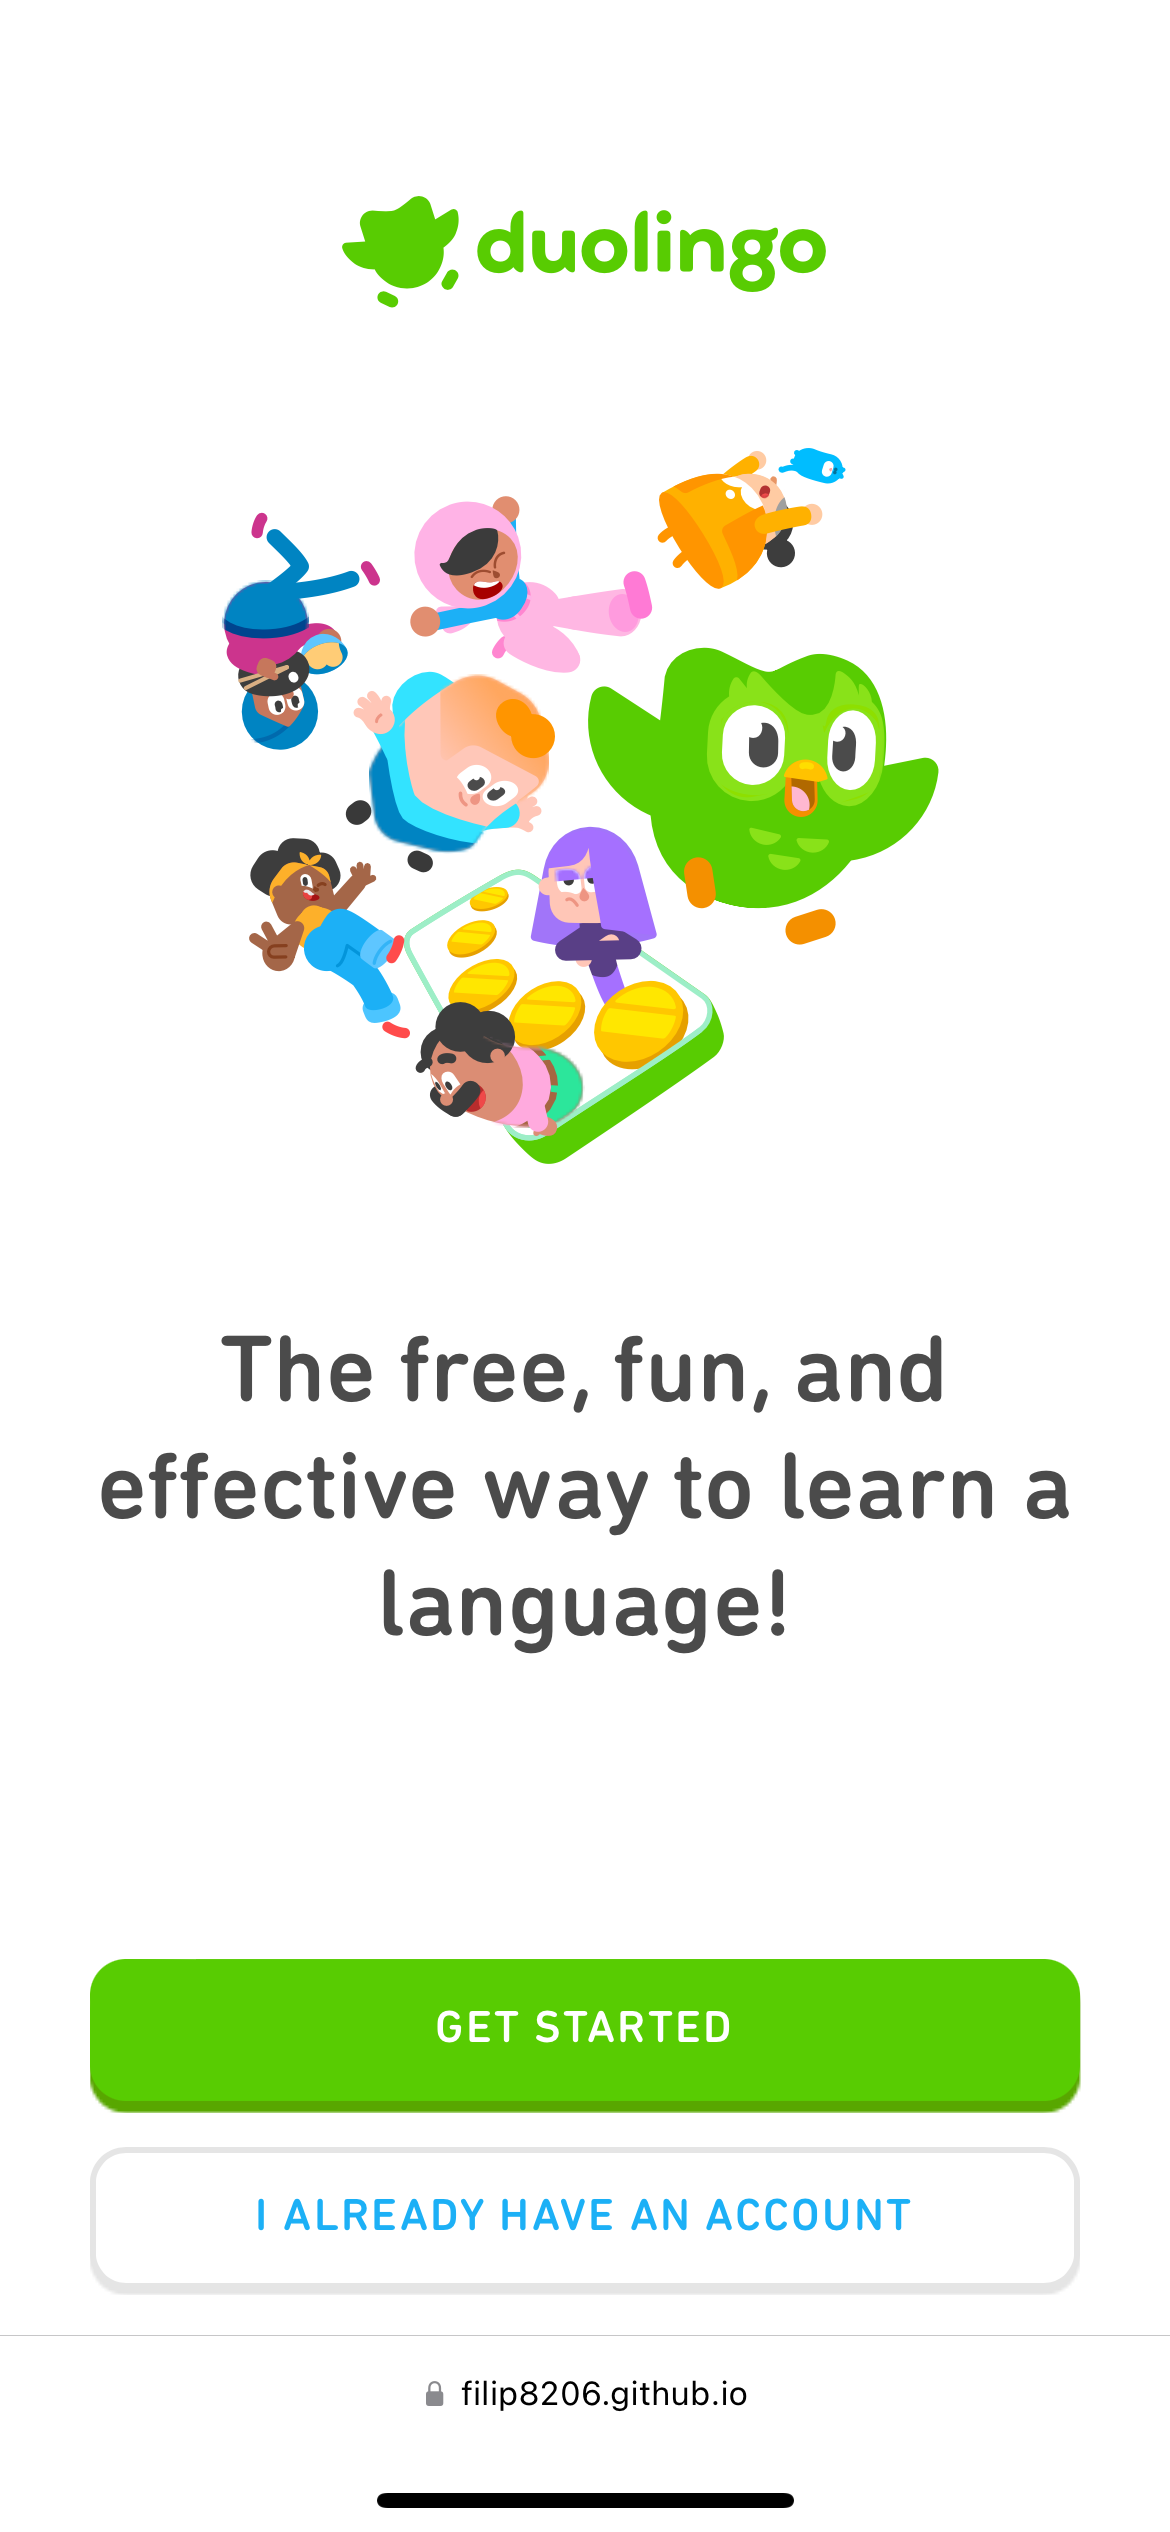 duolingo
The free, fun, and
effective way to learn a
language!
GET STARTED
I ALREADY HAVE AN ACCOUNT
filip8206.github.io